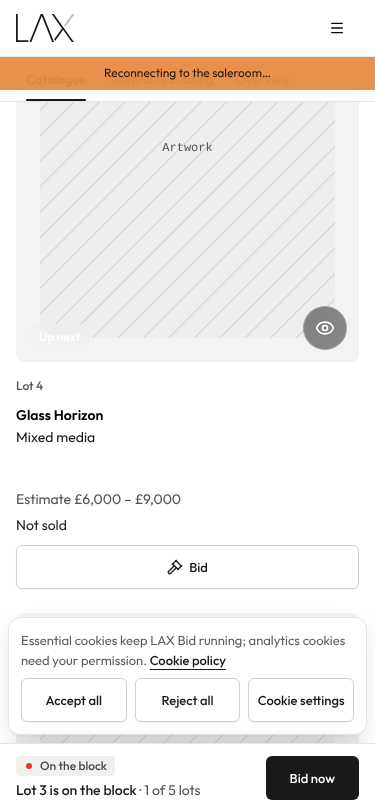 LAX
Reconnecting to the saleroom...
Catalogue
Artwork
Up next
Lot 4
Glass Horizon
Mixed media
Estimate £6,000 – £9,000
Not sold
Bid
Essential cookies keep LAX Bid running; analytics cookies
need your permission. Cookie policy
Accept all
Reject all
Cookie settings
On the block
Lot 3 is on the block · 1 of 5 lots
Bid now